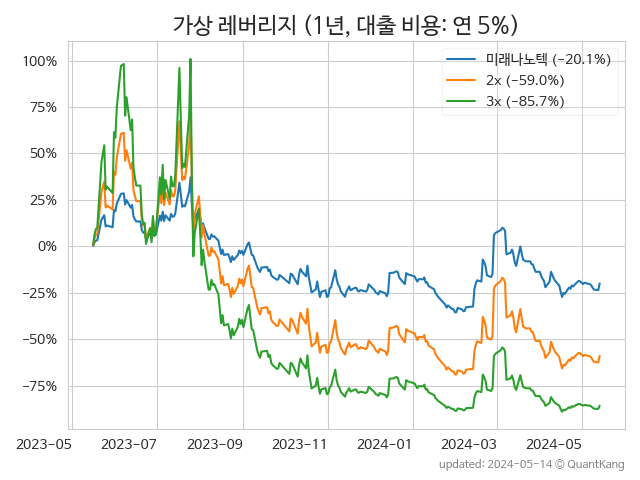 가상 레버리지 (1년, 대출 비용: 연 5%)
미래나노텍 (−20.1%)
2x (−59.0%)
3x (−85.7%)
100%
75%
50%
25%
0%
−25%
−50%
−75%
2023-05 2023-07 2023-09 2023-11 2024-01 2024-03 2024-05
updated: 2024-05-14 © QuantKang